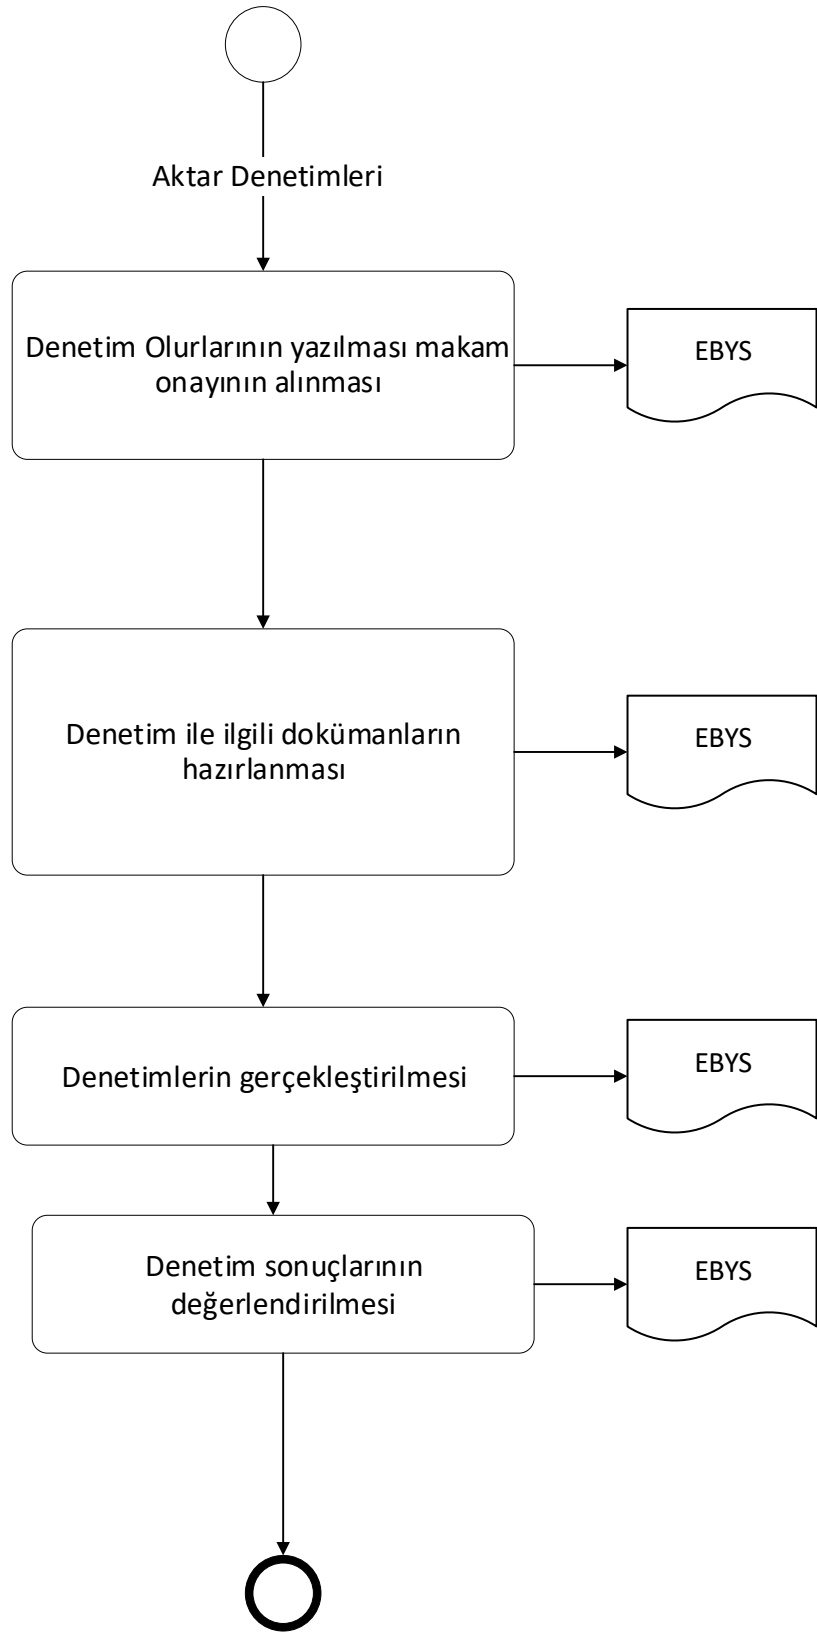 Aktar Denetimleri
Denetim Olurlarının yazılması makam
onayının alınması
EBYS
Denetim ile ilgili dokümanların
hazırlanması
EBYS
Denetimlerin gerçekleştirilmesi
EBYS
Denetim sonuçlarının
değerlendirilmesi
EBYS